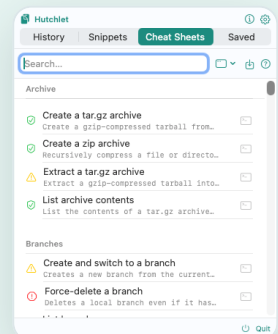 Hutchlet
History Snippets Cheat Sheets Saved
Search...
Archive
Create a tar.gz archive
Create a gzip-compressed tarball from…
Create a zip archive
Recursively compress a file or directo…
Extract a tar.gz archive
Extract a gzip-compressed tarball into…
List archive contents
List the contents of a tar.gz archive…
Branches
Create and switch to a branch
Creates a new branch from the current…
Force-delete a branch
Deletes a local branch even if it has…
Quit